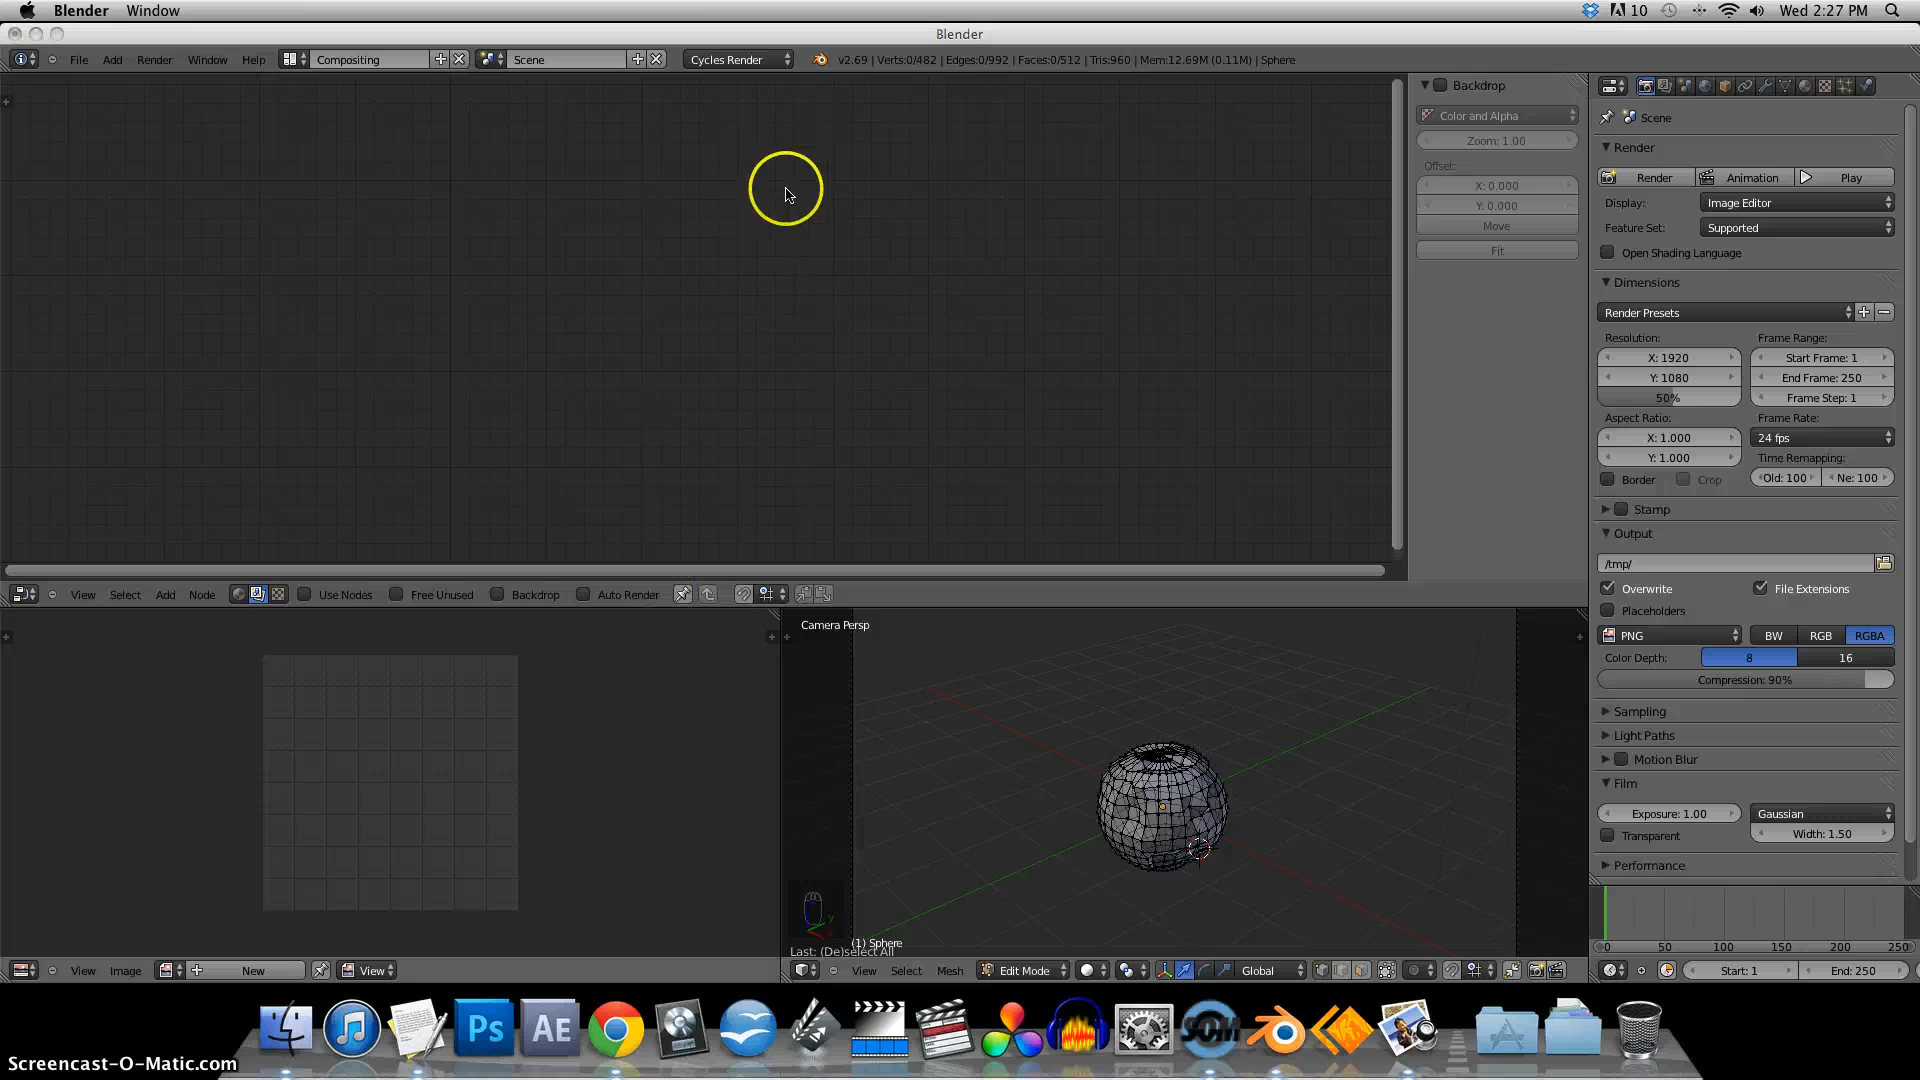 Blender Window
10 Wed 2:27 PM
Blender
File Add Render Window Help Compositing Scene Cycles Render v2.69 | Verts:0/482 | Edges:0/992 | Faces:0/512 | Tris:960 | Mem:12.69M (0.11M) | Sphere
Backdrop
Color and Alpha
Zoom: 1.00
Offset:
X: 0.000
Y: 0.000
Move
Fit
Scene
Render
Render Animation Play
Display: Image Editor
Feature Set: Supported
Open Shading Language
Dimensions
Render Presets
Resolution: Frame Range:
X: 1920 Start Frame: 1
Y: 1080 End Frame: 250
50% Frame Step: 1
Aspect Ratio: Frame Rate:
X: 1.000 24 fps
Y: 1.000 Time Remapping:
Border Crop Old: 100 Ne: 100
Stamp
Output
/tmp/
Overwrite File Extensions
Placeholders
PNG BW RGB RGBA
Color Depth: 8 16
Compression: 90%
Sampling
Light Paths
Motion Blur
Film
Exposure: 1.00 Gaussian
Transparent Width: 1.50
Performance
0 50 100 150 200 250
Start: 1 End: 250
View Select Add Node Use Nodes Free Unused Backdrop Auto Render
Camera Persp
(1) Sphere
Last: (De)select All
View Image New View
View Select Mesh Edit Mode Global
Ps AE SOM
Screencast-O-Matic.com